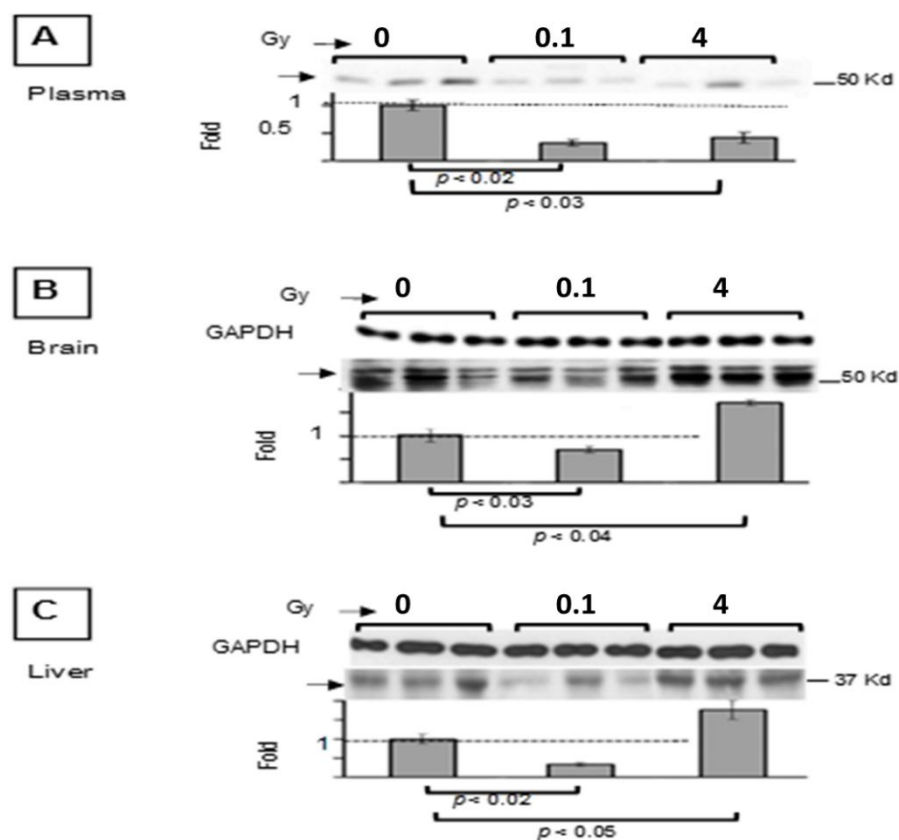 A
Gy 0 0.1 4
Plasma
50 Kd
1
0.5
Fold
p < 0.02
p < 0.03
B
Gy 0 0.1 4
GAPDH
Brain
50 Kd
1
Fold
p < 0.03
p < 0.04
C
Gy 0 0.1 4
GAPDH
Liver
37 Kd
1
Fold
p < 0.02
p < 0.05